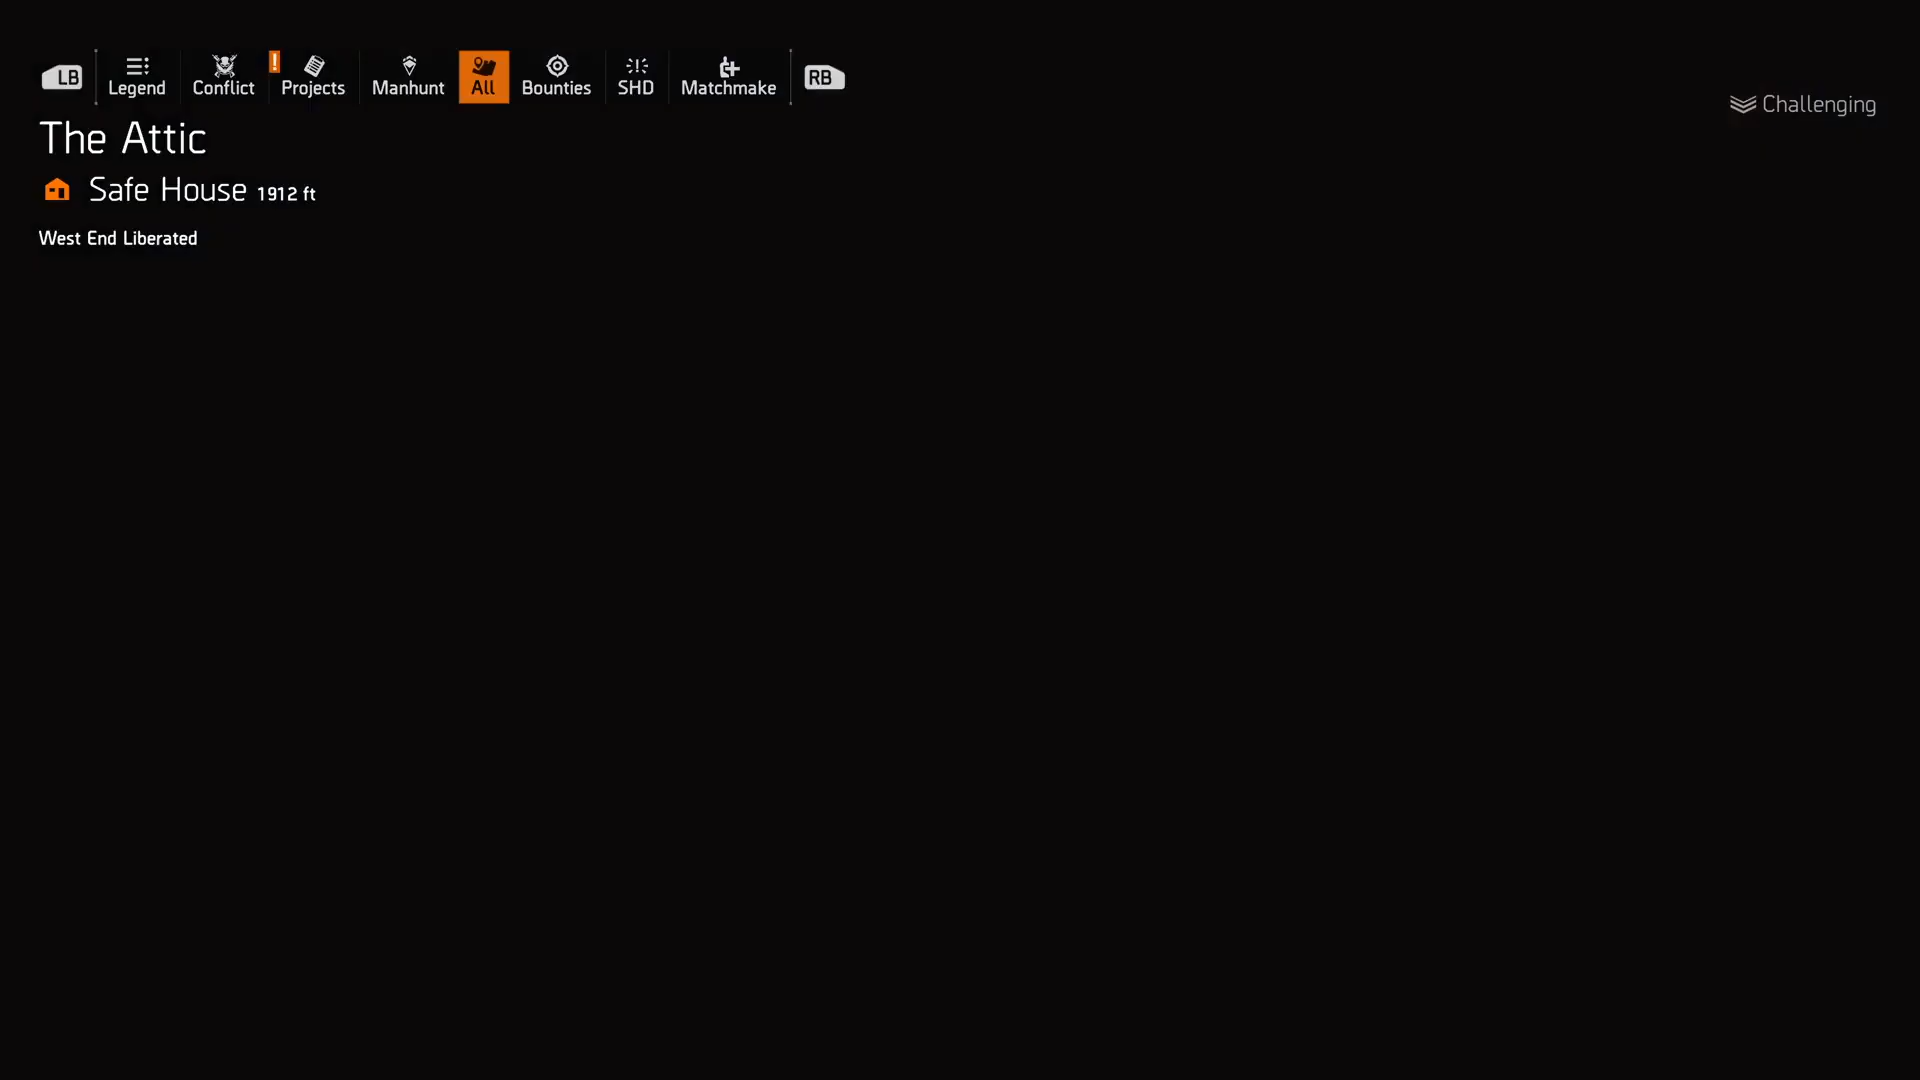 LB Legend Conflict ! Projects Manhunt All Bounties SHD Matchmake RB
Challenging
The Attic
Safe House 1912 ft
West End Liberated